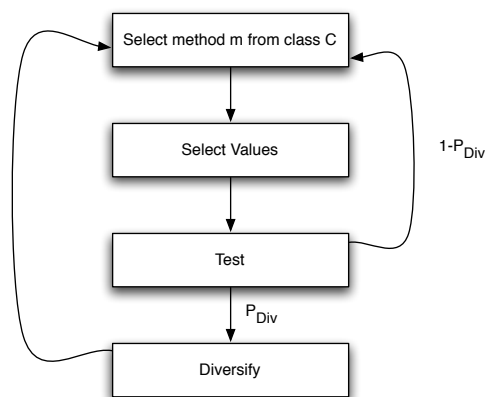 Select method m from class C
Select Values
1-PDiv
Test
PDiv
Diversify